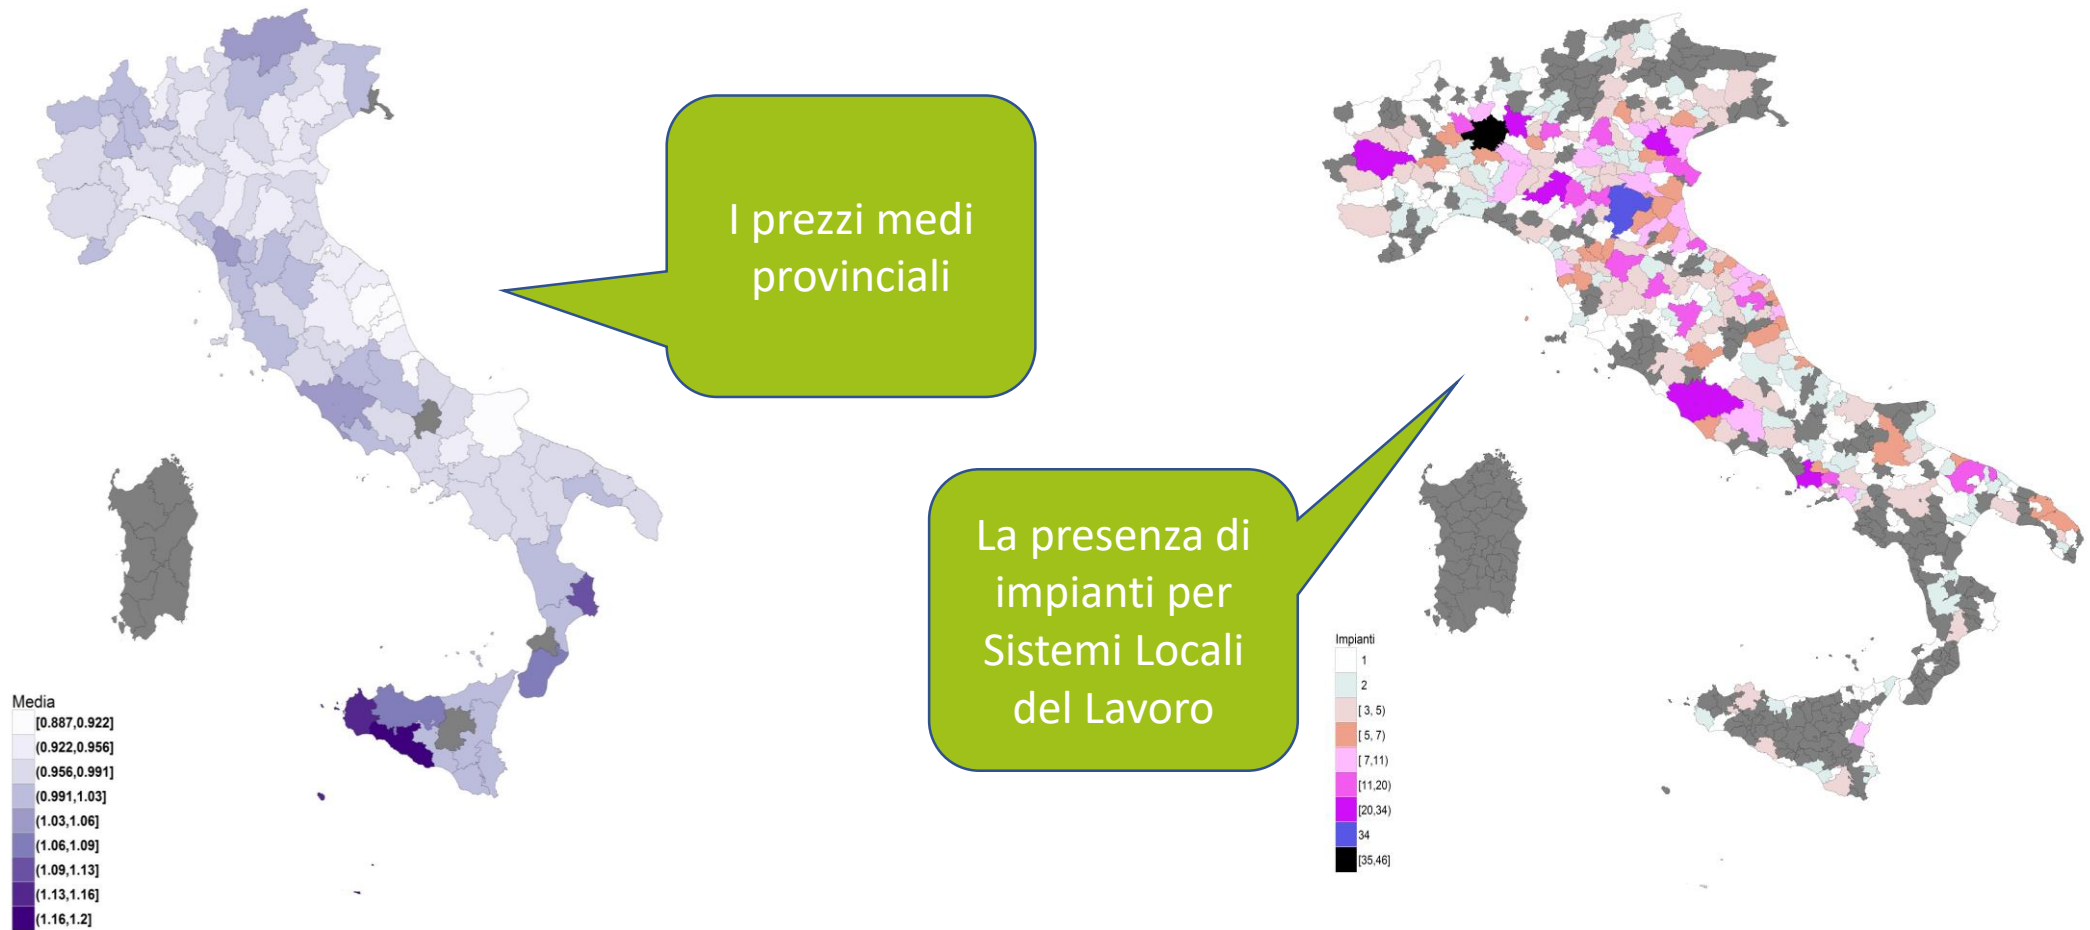 I prezzi medi
provinciali
La presenza di
impianti per
Sistemi Locali
del Lavoro
Media
[0.887,0.922]
(0.922,0.956]
(0.956,0.991]
(0.991,1.03]
(1.03,1.06]
(1.06,1.09]
(1.09,1.13]
(1.13,1.16]
(1.16,1.2]
Impianti
1
2
[ 3, 5)
[ 5, 7)
[ 7,11)
[11,20)
[20,34)
34
[35,46]